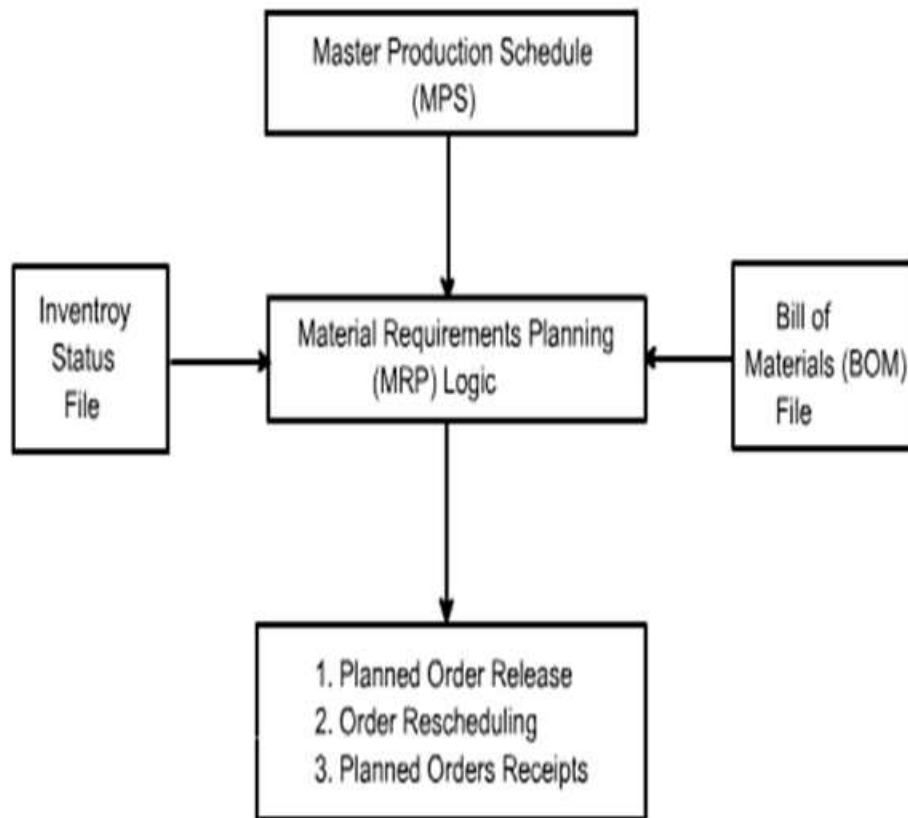 Master Production Schedule
(MPS)
Inventroy
Status
File
Material Requirements Planning
(MRP) Logic
Bill of
Materials (BOM)
File
1. Planned Order Release
2. Order Rescheduling
3. Planned Orders Receipts